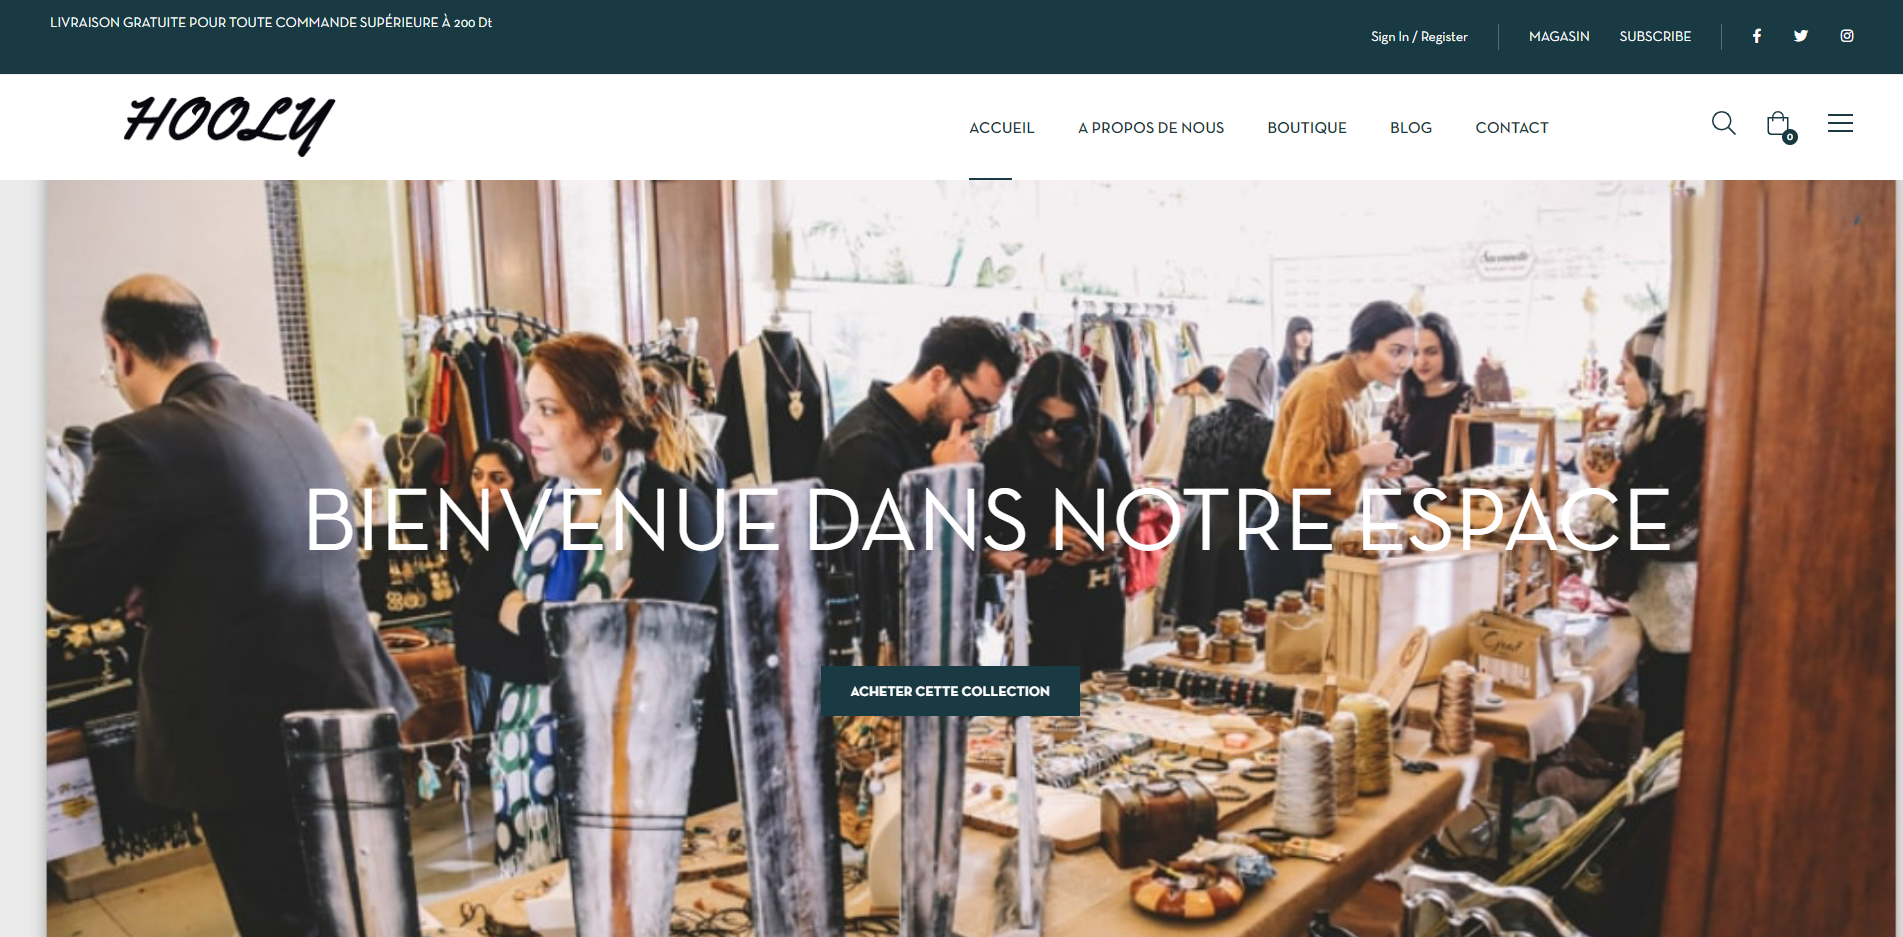 LIVRAISON GRATUITE POUR TOUTE COMMANDE SUPÉRIEURE À 200 Dt
Sign In / Register
MAGASIN
SUBSCRIBE
HOOLY
ACCUEIL
A PROPOS DE NOUS
BOUTIQUE
BLOG
CONTACT
0
BIENVENUE DANS NOTRE ESPACE
ACHETER CETTE COLLECTION